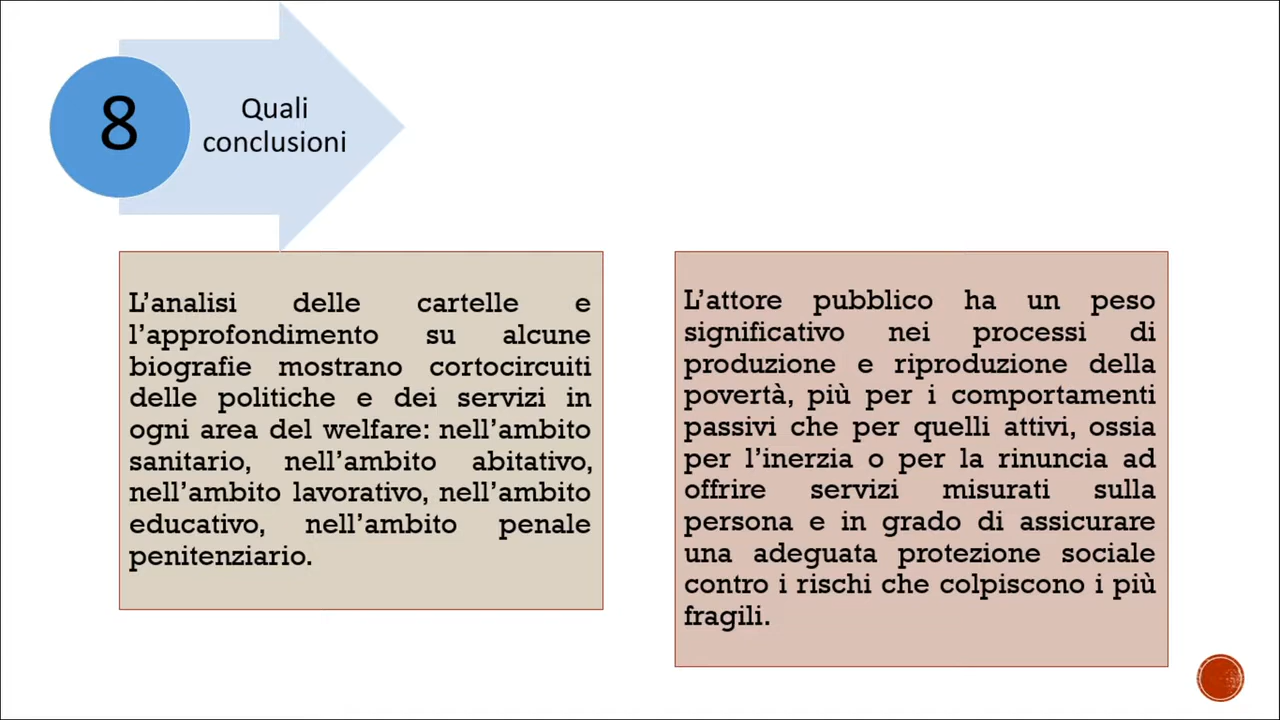 8
Quali
conclusioni
L’analisi delle cartelle e
l’approfondimento su alcune
biografie mostrano cortocircuiti
delle politiche e dei servizi in
ogni area del welfare: nell’ambito
sanitario, nell’ambito abitativo,
nell’ambito lavorativo, nell’ambito
educativo, nell’ambito penale
penitenziario.
L’attore pubblico ha un peso
significativo nei processi di
produzione e riproduzione della
povertà, più per i comportamenti
passivi che per quelli attivi, ossia
per l’inerzia o per la rinuncia ad
offrire servizi misurati sulla
persona e in grado di assicurare
una adeguata protezione sociale
contro i rischi che colpiscono i più
fragili.